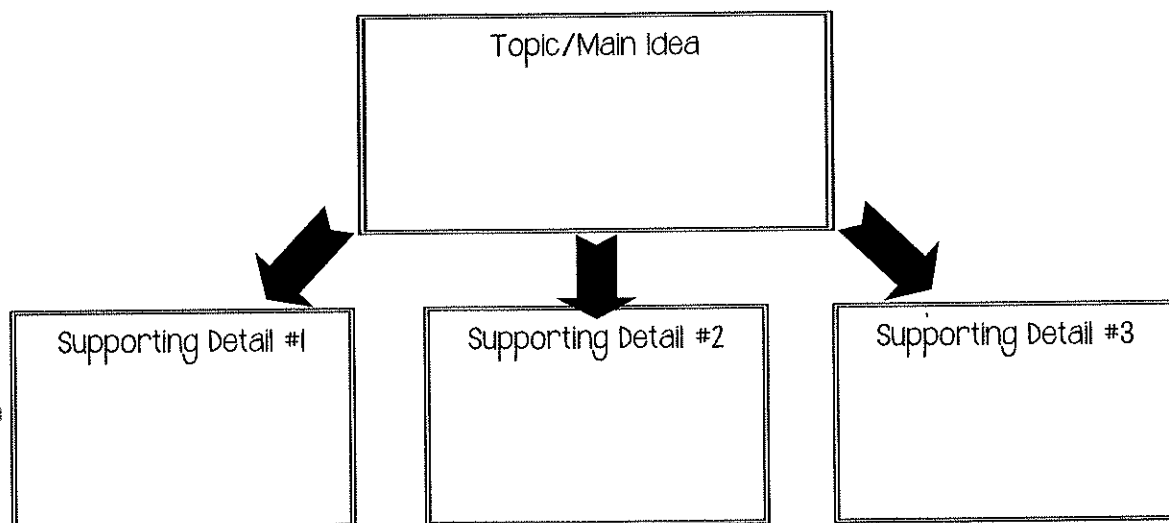 Topic/Main Idea
Supporting Detail #1
Supporting Detail #2
Supporting Detail #3